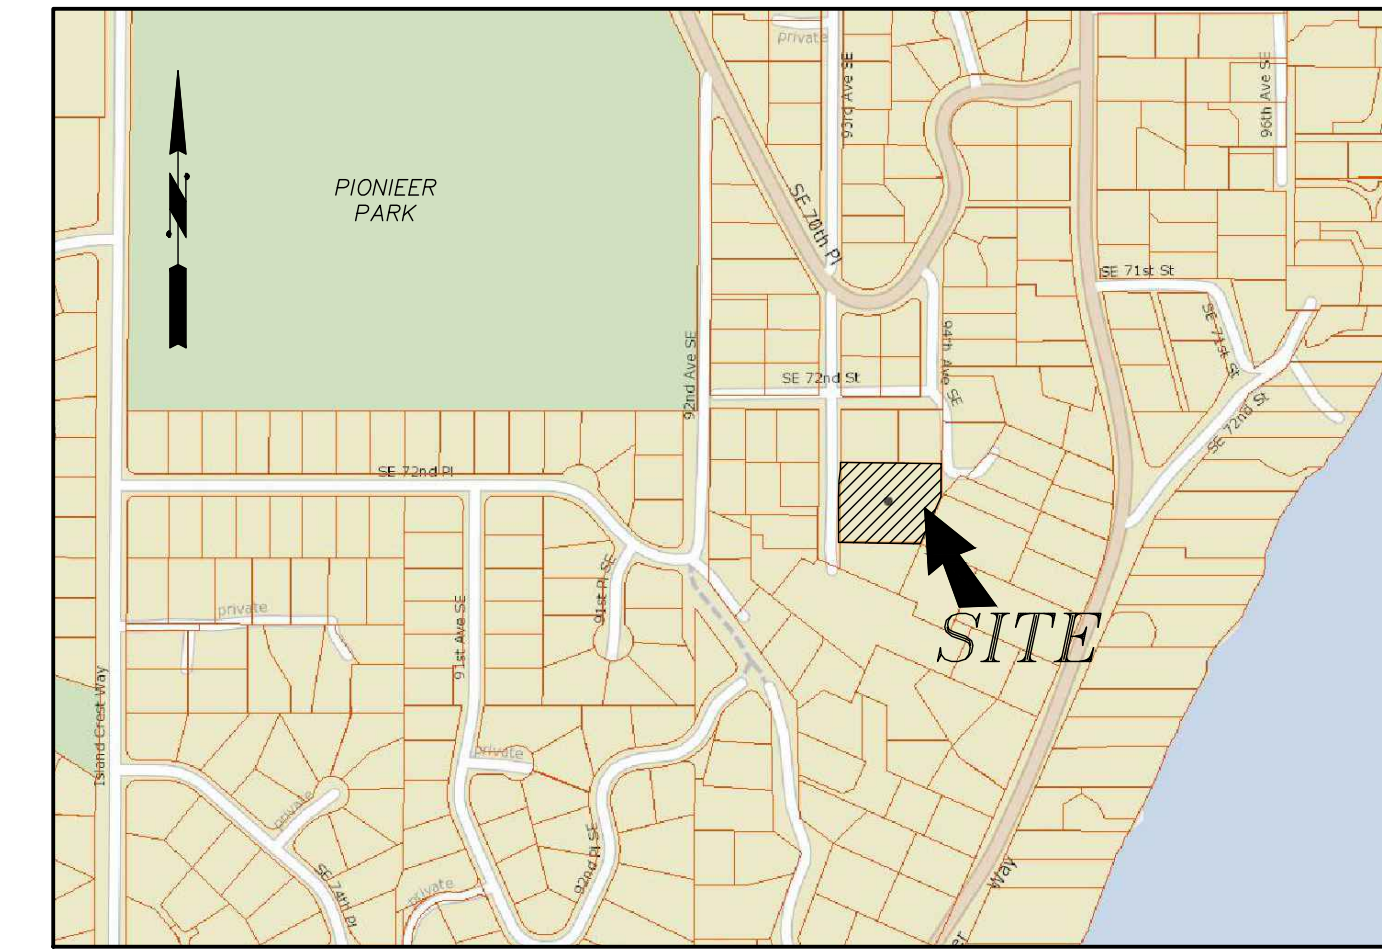 private
93rd Ave SE
96th Ave SE
PIONIEER
PARK
N
SE 70th Pl
SE 71st St
SE 71st St
92nd Ave SE
SE 72nd St
94th Ave SE
SE 72nd St
SE 72nd Pl
91st Pl SE
private
91st Ave SE
SITE
Island Crest Way
private
private
92nd Pl SE
SE 74th Pl
private
Way
er